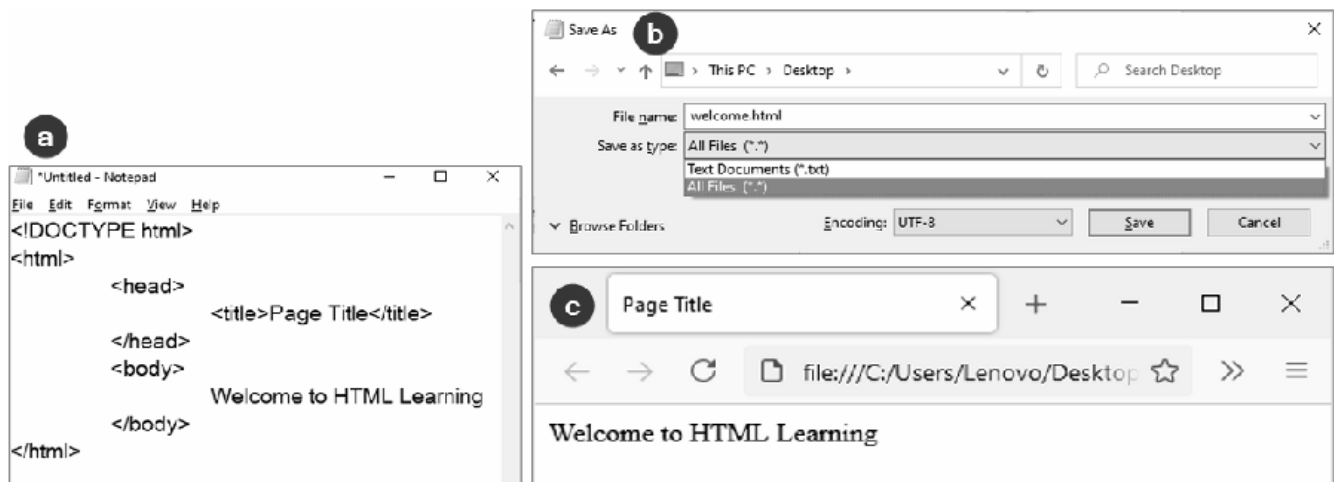 a
*Untitled - Notepad
File Edit Format View Help
<!DOCTYPE html>
<html>
<head>
<title>Page Title</title>
</head>
<body>
Welcome to HTML Learning
</body>
</html>
Save As
b
This PC > Desktop >
Search Desktop
File name: welcome.html
Save as type: All Files (*.*)
Text Documents (*.txt)
All Files (*.*)
Browse Folders
Encoding: UTF-8
Save
Cancel
c
Page Title
file:///C:/Users/Lenovo/Desktop
Welcome to HTML Learning